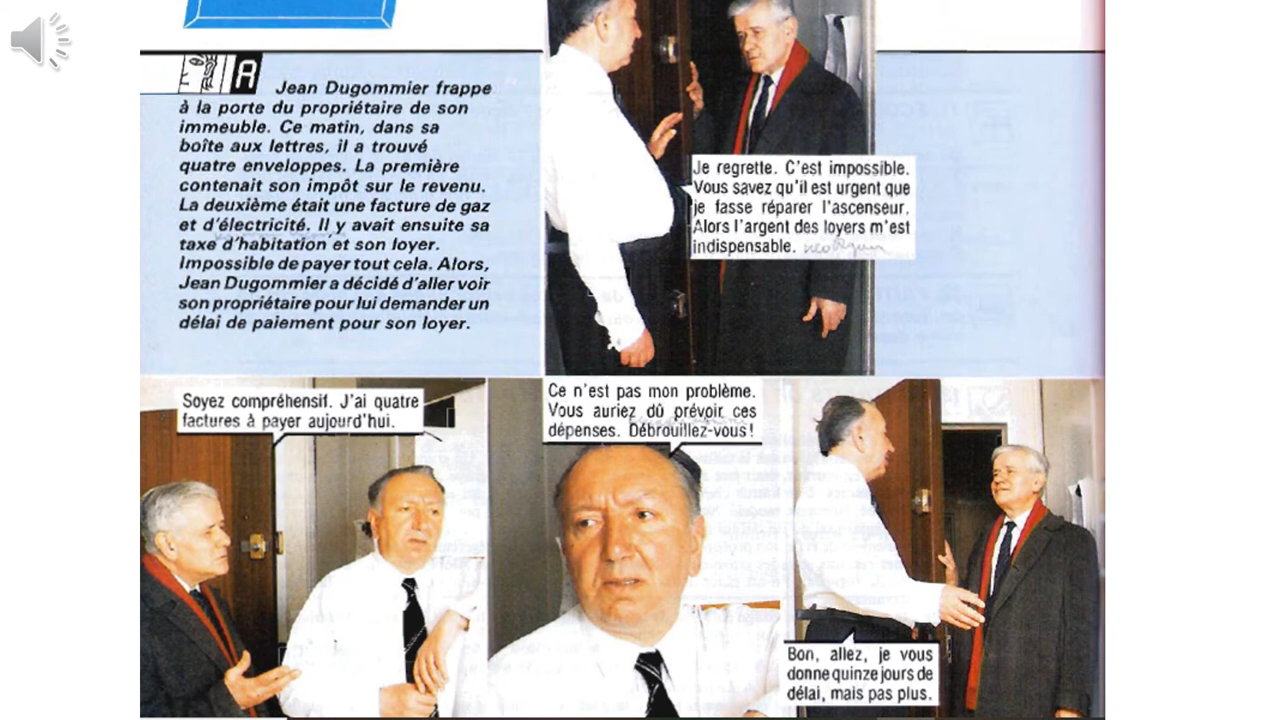 A
Jean Dugommier frappe
à la porte du propriétaire de son
immeuble. Ce matin, dans sa
boîte aux lettres, il a trouvé
quatre enveloppes. La première
contenait son impôt sur le revenu.
La deuxième était une facture de gaz
et d'électricité. Il y avait ensuite sa
taxe d'habitation et son loyer.
Impossible de payer tout cela. Alors,
Jean Dugommier a décidé d'aller voir
son propriétaire pour lui demander un
délai de paiement pour son loyer.
Je regrette. C'est impossible.
Vous savez qu'il est urgent que
je fasse réparer l'ascenseur.
Alors l'argent des loyers m'est
indispensable.
Soyez compréhensif. J'ai quatre
factures à payer aujourd'hui.
Ce n'est pas mon problème.
Vous auriez dû prévoir ces
dépenses. Débrouillez-vous!
Bon, allez, je vous
donne quinze jours de
délai, mais pas plus.